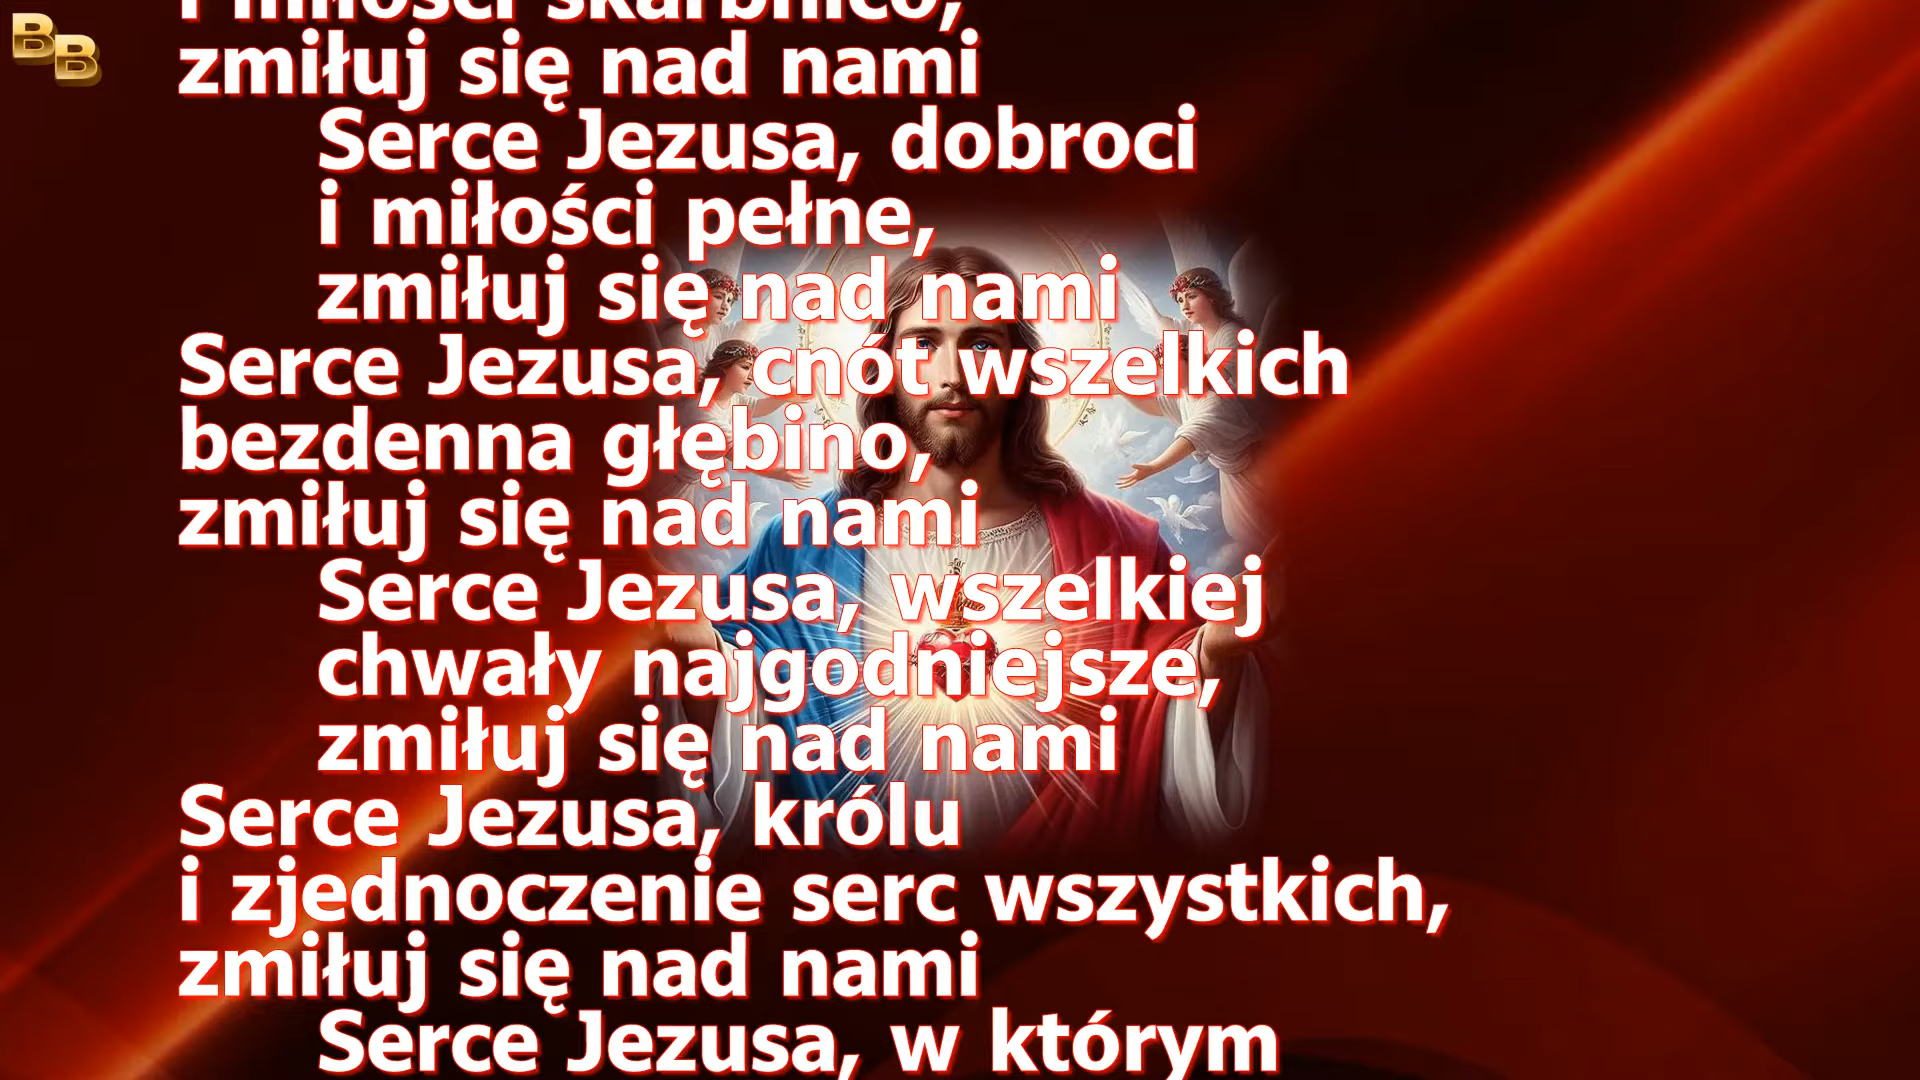 BB
i miłości skarbnico,
zmiłuj się nad nami
Serce Jezusa, dobroci
i miłości pełne,
zmiłuj się nad nami
Serce Jezusa, cnót wszelkich
bezdenna głębino,
zmiłuj się nad nami
Serce Jezusa, wszelkiej
chwały najgodniejsze,
zmiłuj się nad nami
Serce Jezusa, królu
i zjednoczenie serc wszystkich,
zmiłuj się nad nami
Serce Jezusa, w którym